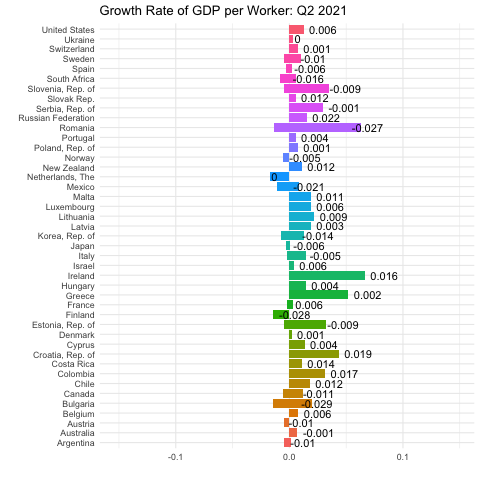 Growth Rate of GDP per Worker: Q2 2021
United States 0.006
Ukraine 0
Switzerland 0.008
Sweden -0.01
Spain -0.006
South Africa -0.016
Slovenia, Rep. of -0.009
Slovak Rep. 0.012
Serbia, Rep. of -0.001
Russian Federation 0.022
Romania -0.027
Portugal 0.004
Poland, Rep. of 0.001
Norway -0.005
New Zealand 0.012
Netherlands, The 0
Mexico -0.021
Malta 0.011
Luxembourg 0.006
Lithuania 0.009
Latvia 0.003
Korea, Rep. of -0.014
Japan -0.006
Italy -0.005
Israel 0.006
Ireland 0.016
Hungary 0.004
Greece 0.002
France 0.006
Finland -0.028
Estonia, Rep. of -0.009
Denmark 0.001
Cyprus 0.004
Croatia, Rep. of 0.019
Costa Rica 0.014
Colombia 0.017
Chile 0.012
Canada -0.011
Bulgaria -0.029
Belgium 0.006
Austria -0.01
Australia -0.001
Argentina -0.01
-0.1 0.0 0.1